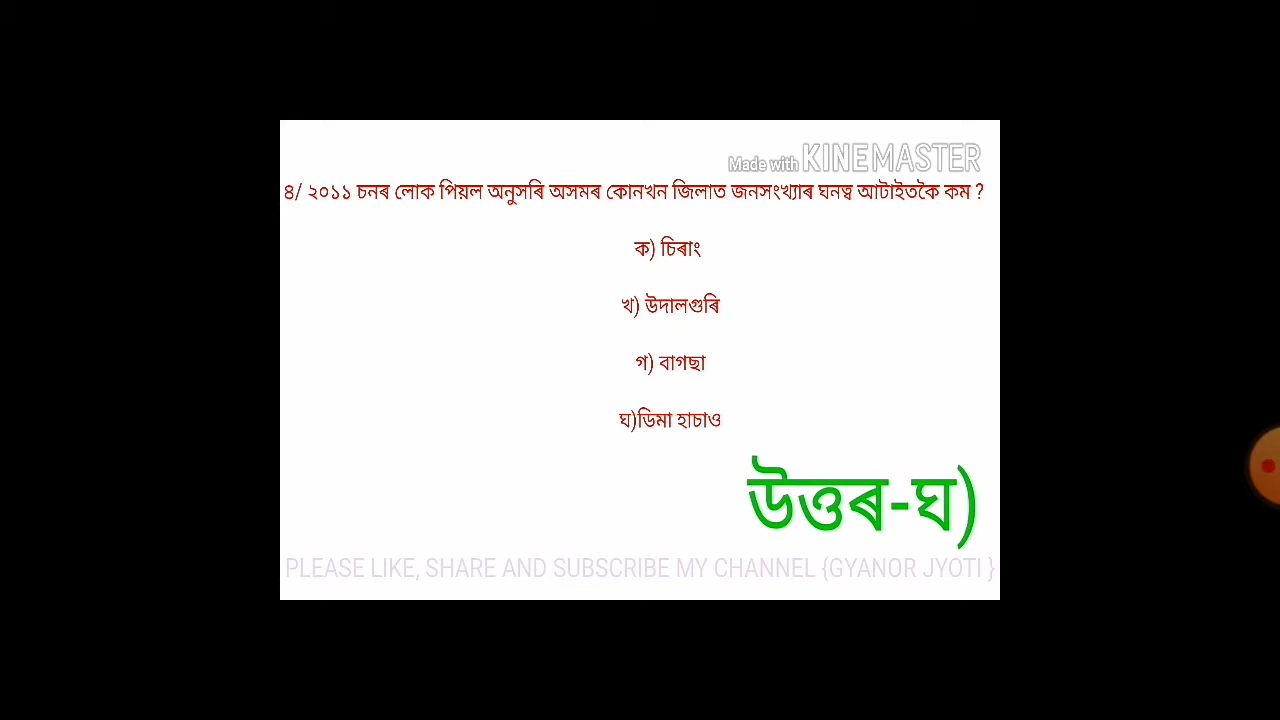 Made with KINEMASTER
৪/ ২০১১ চনৰ লোক পিয়ল অনুসৰি অসমৰ কোনখন জিলাত জনসংখ্যাৰ ঘনত্ব আটাইতকৈ কম ?
ক) চিৰাং
খ) উদালগুৰি
গ) বাগছা
ঘ)ডিমা হাচাও
উত্তৰ-ঘ)
PLEASE LIKE, SHARE AND SUBSCRIBE MY CHANNEL {GYANOR JYOTI }